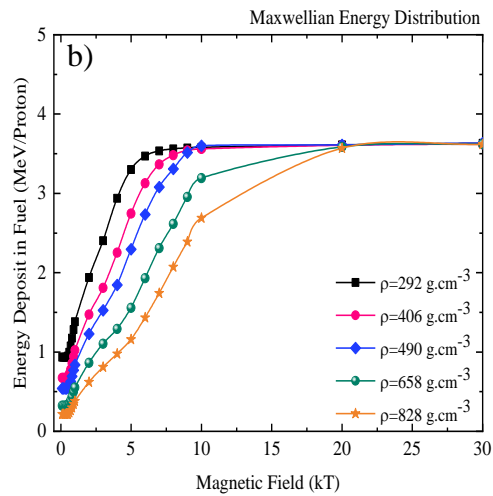 Maxwellian Energy Distribution
b)
Energy Deposit in Fuel (MeV/Proton)
5
4
3
2
1
0
ρ=292 g.cm-3
ρ=406 g.cm-3
ρ=490 g.cm-3
ρ=658 g.cm-3
ρ=828 g.cm-3
0 5 10 15 20 25 30
Magnetic Field (kT)